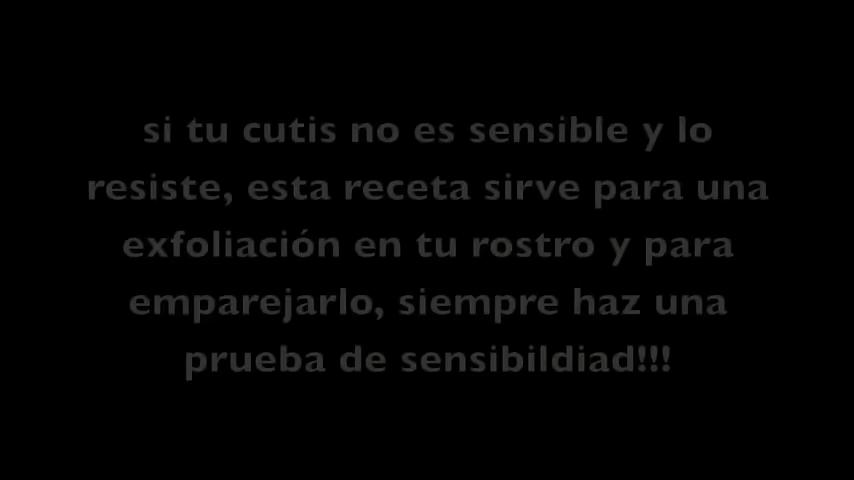 si tu cutis no es sensible y lo
resiste, esta receta sirve para una
exfoliación en tu rostro y para
emparejarlo, siempre haz una
prueba de sensibildiad!!!